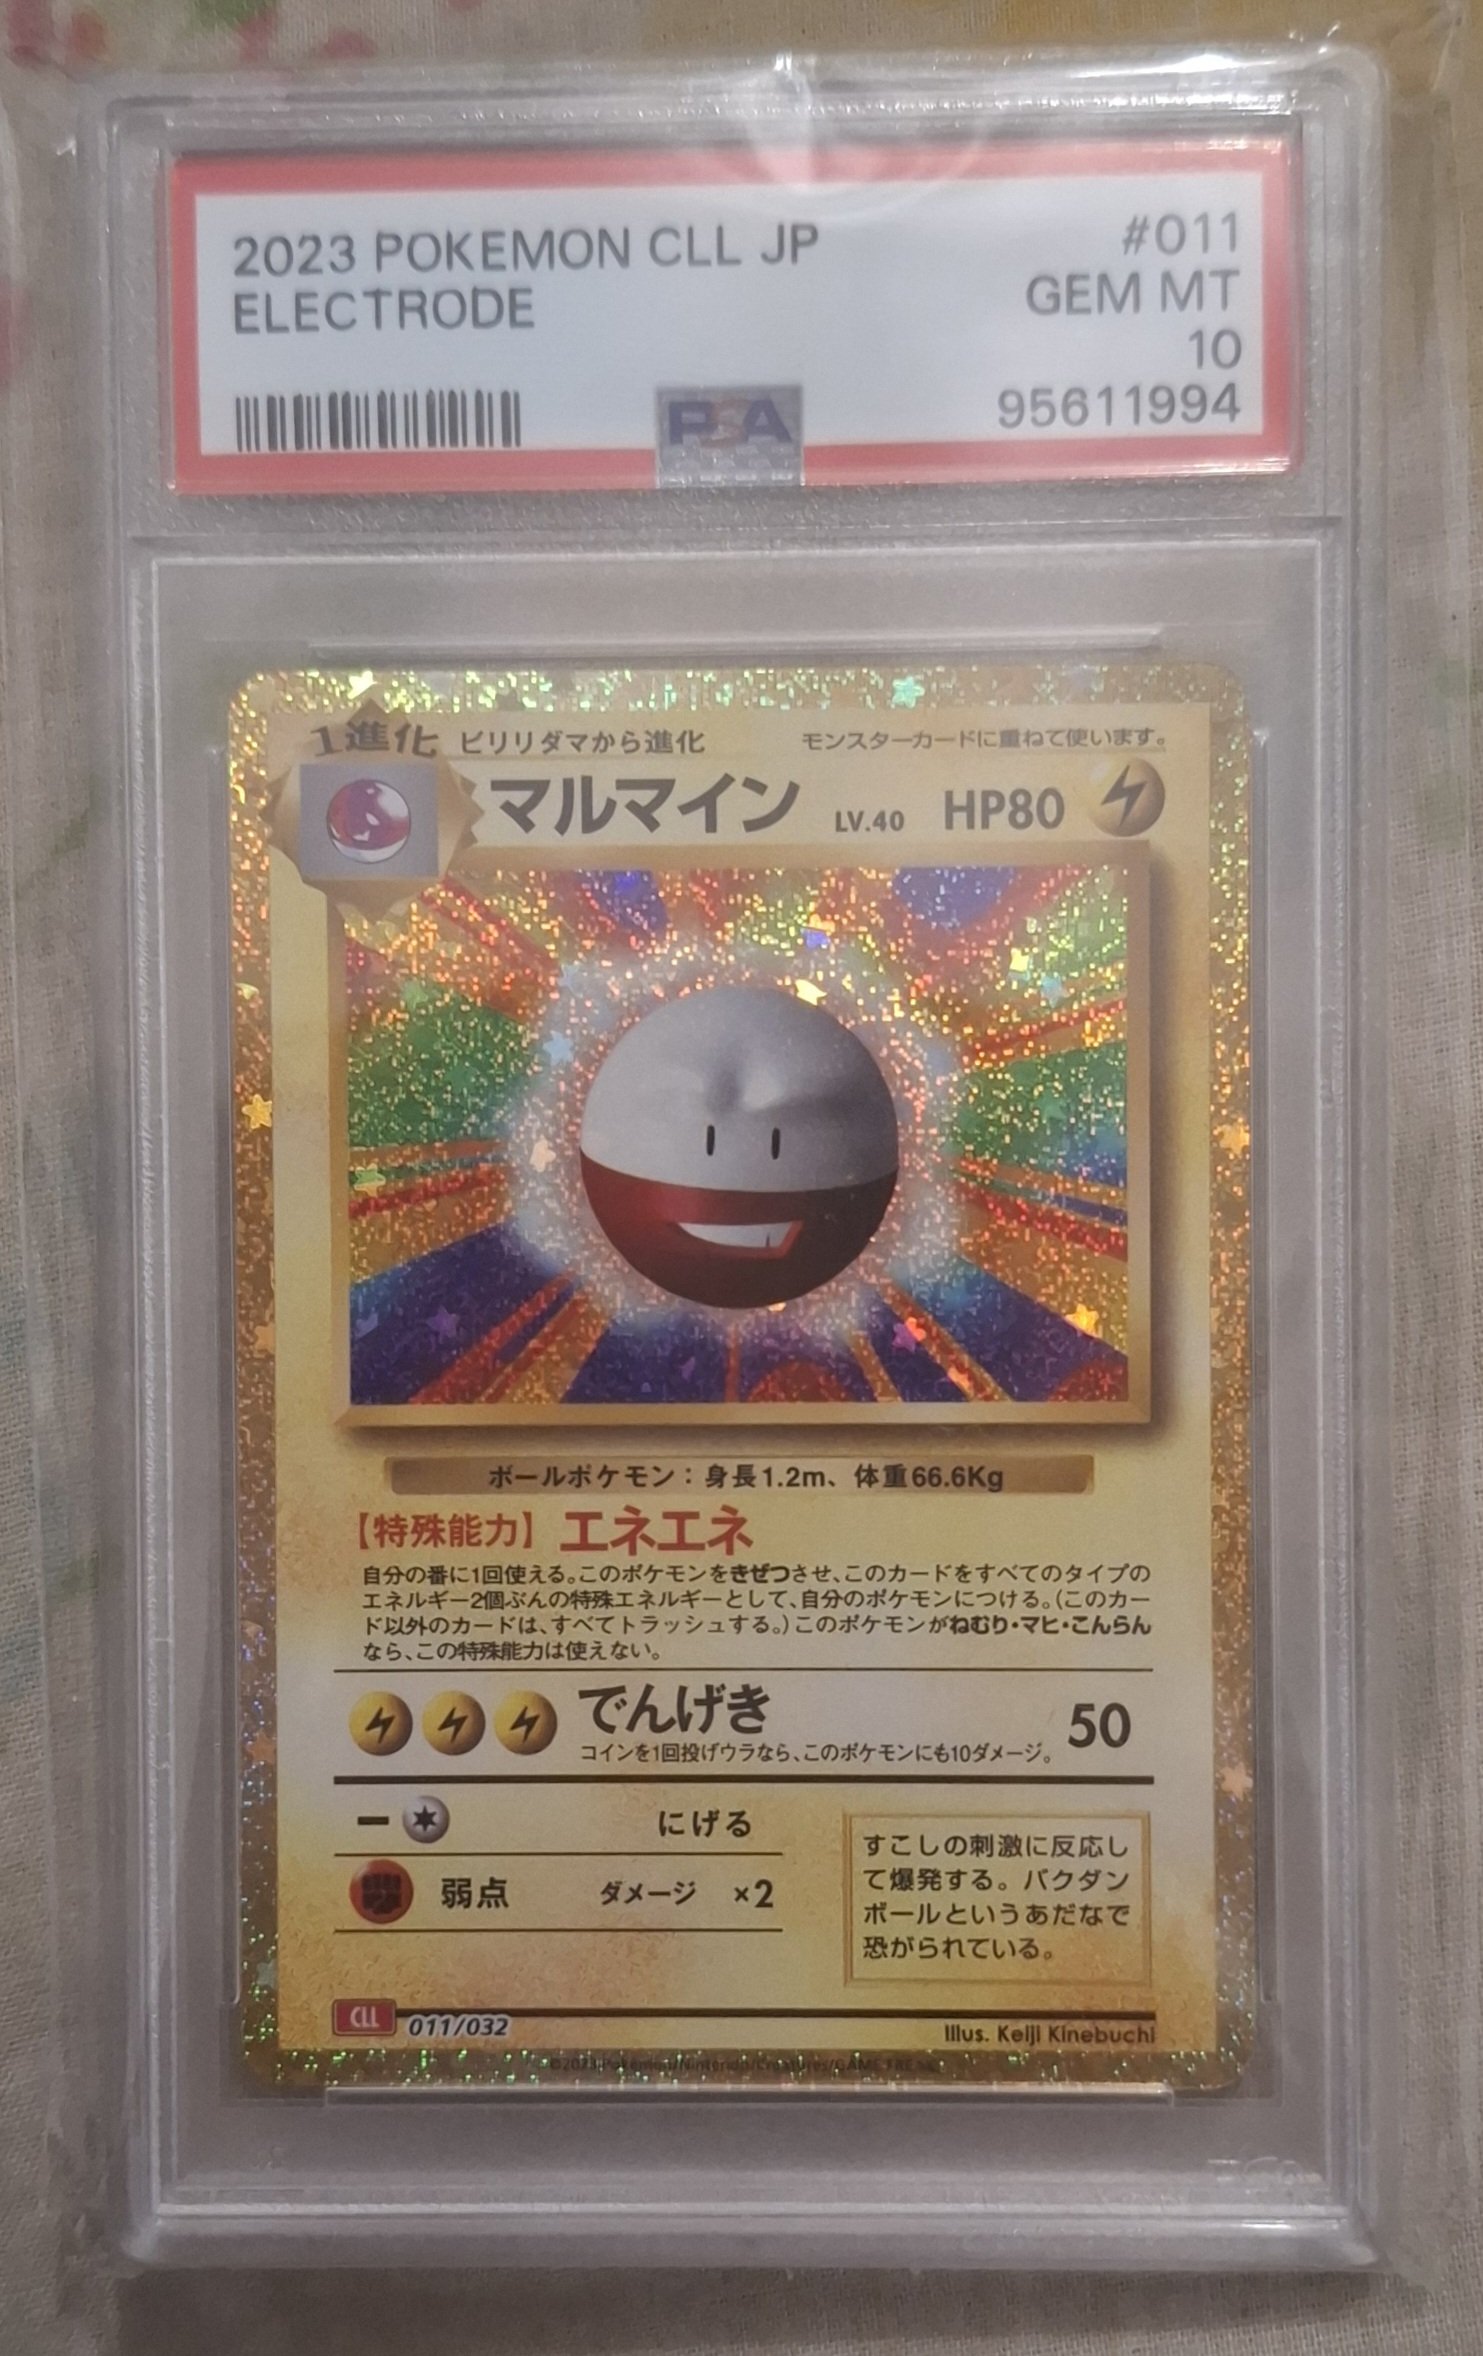 2023 POKEMON CLL JP #011
ELECTRODE GEM MT
10
PSA 95611994
1進化 ビリリダマから進化 モンスターカードに重ねて使います。
マルマイン LV.40 HP80
ボールポケモン：身長1.2m、体重66.6Kg
【特殊能力】エネエネ
自分の番に1回使える。このポケモンをきぜつさせ、このカードをすべてのタイプの
エネルギー2個ぶんの特殊エネルギーとして、自分のポケモンにつける。（このカー
ド以外のカードは、すべてトラッシュする。）このポケモンがねむり・マヒ・こんらん
なら、この特殊能力は使えない。
でんげき 50
コインを1回投げウラなら、このポケモンにも10ダメージ。
にげる
弱点 ダメージ ×2
すこしの刺激に反応し
て爆発する。バクダン
ボールというあだなで
恐がられている。
CLL 011/032
Illus. Keiji Kinebuchi
©2023 Pokémon/Nintendo/Creatures/GAME FREAK